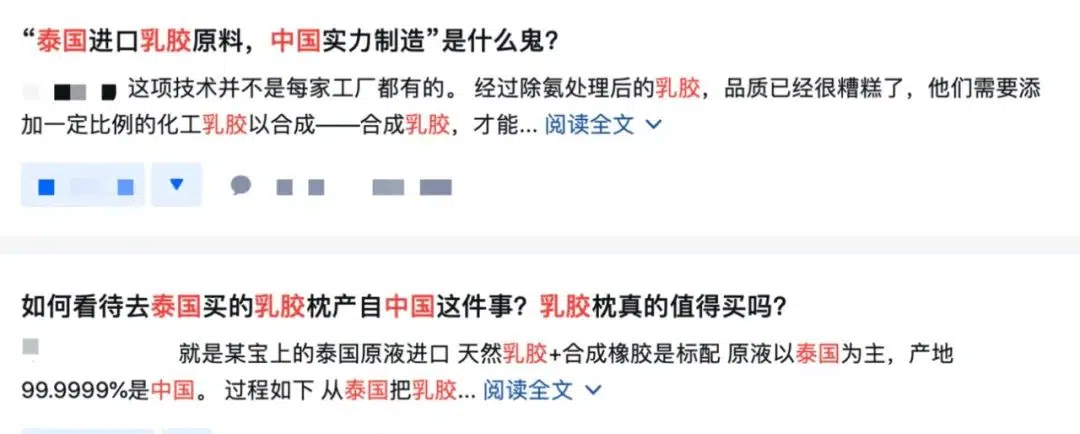 “泰国进口乳胶原料，中国实力制造”是什么鬼？
这项技术并不是每家工厂都有的。 经过除氨处理后的乳胶，品质已经很糟糕了，他们需要添
加一定比例的化工乳胶以合成——合成乳胶，才能... 阅读全文
如何看待去泰国买的乳胶枕产自中国这件事？乳胶枕真的值得买吗？
就是某宝上的泰国原液进口 天然乳胶+合成橡胶是标配 原液以泰国为主，产地
99.9999%是中国。 过程如下 从泰国把乳胶... 阅读全文